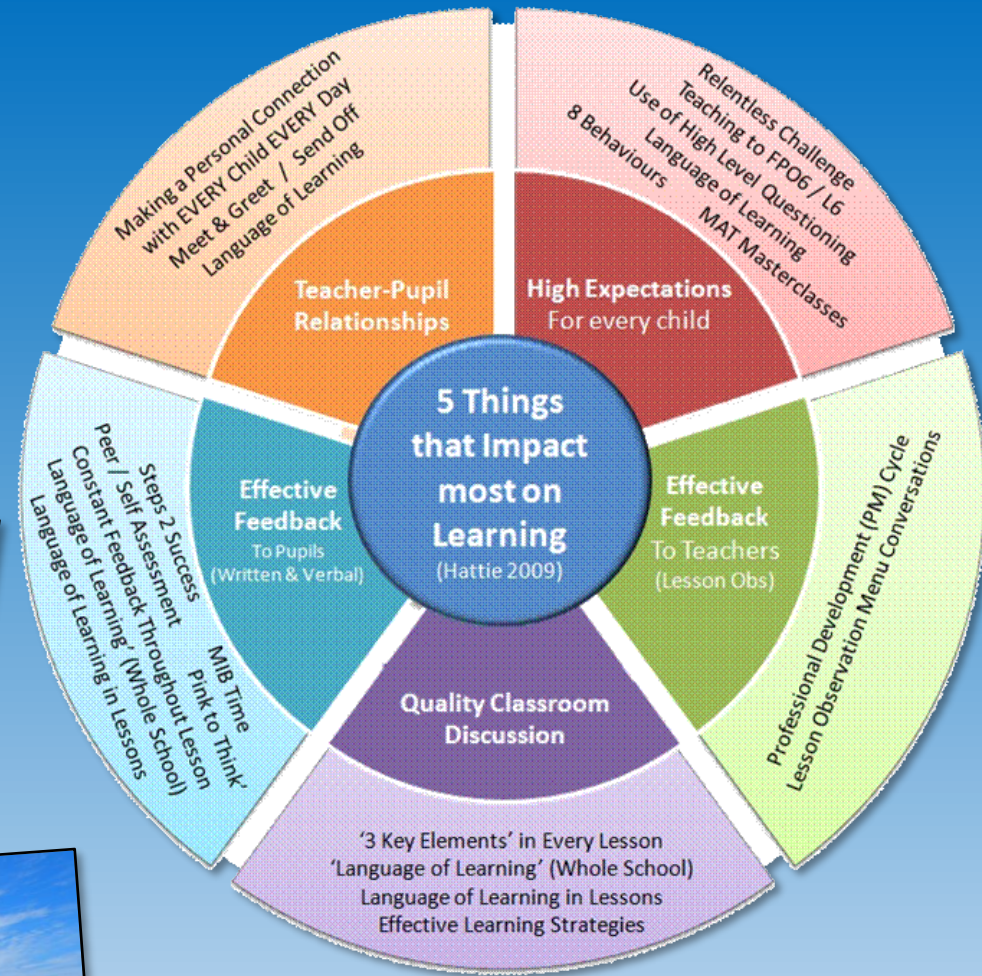 5 Things
that Impact
most on
Learning
(Hattie 2009)
Teacher-Pupil
Relationships
Making a Personal Connection
with EVERY Child EVERY Day
Meet & Greet / Send Off
Language of Learning
High Expectations
For every child
Relentless Challenge
Teaching to FPO6 / L6
Use of High Level Questioning
Language of Learning
8 Behaviours
MAT Masterclasses
Effective
Feedback
To Teachers
(Lesson Obs)
Professional Development (PM) Cycle
Lesson Observation Menu Conversations
Quality Classroom
Discussion
‘3 Key Elements’ in Every Lesson
‘Language of Learning’ (Whole School)
Language of Learning in Lessons
Effective Learning Strategies
Effective
Feedback
To Pupils
(Written & Verbal)
Steps 2 Success
MIB Time
Peer / Self Assessment
Pink to Think’
Constant Feedback Throughout Lesson
Language of Learning’ (Whole School)
Language of Learning in Lessons